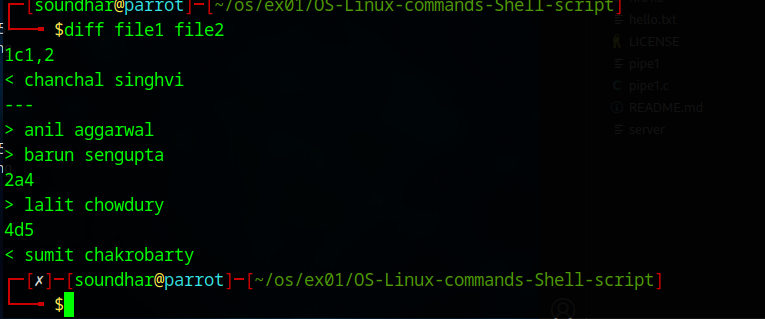 ┌─[soundhar@parrot]─[~/os/ex01/OS-Linux-commands-Shell-script]
└──╼ $diff file1 file2
1c1,2
< chanchal singhvi
---
> anil aggarwal
> barun sengupta
2a4
> lalit chowdury
4d5
< sumit chakrobarty
┌─[✗]─[soundhar@parrot]─[~/os/ex01/OS-Linux-commands-Shell-script]
└──╼ $
hello.txt
LICENSE
pipe1
C pipe1.c
README.md
server